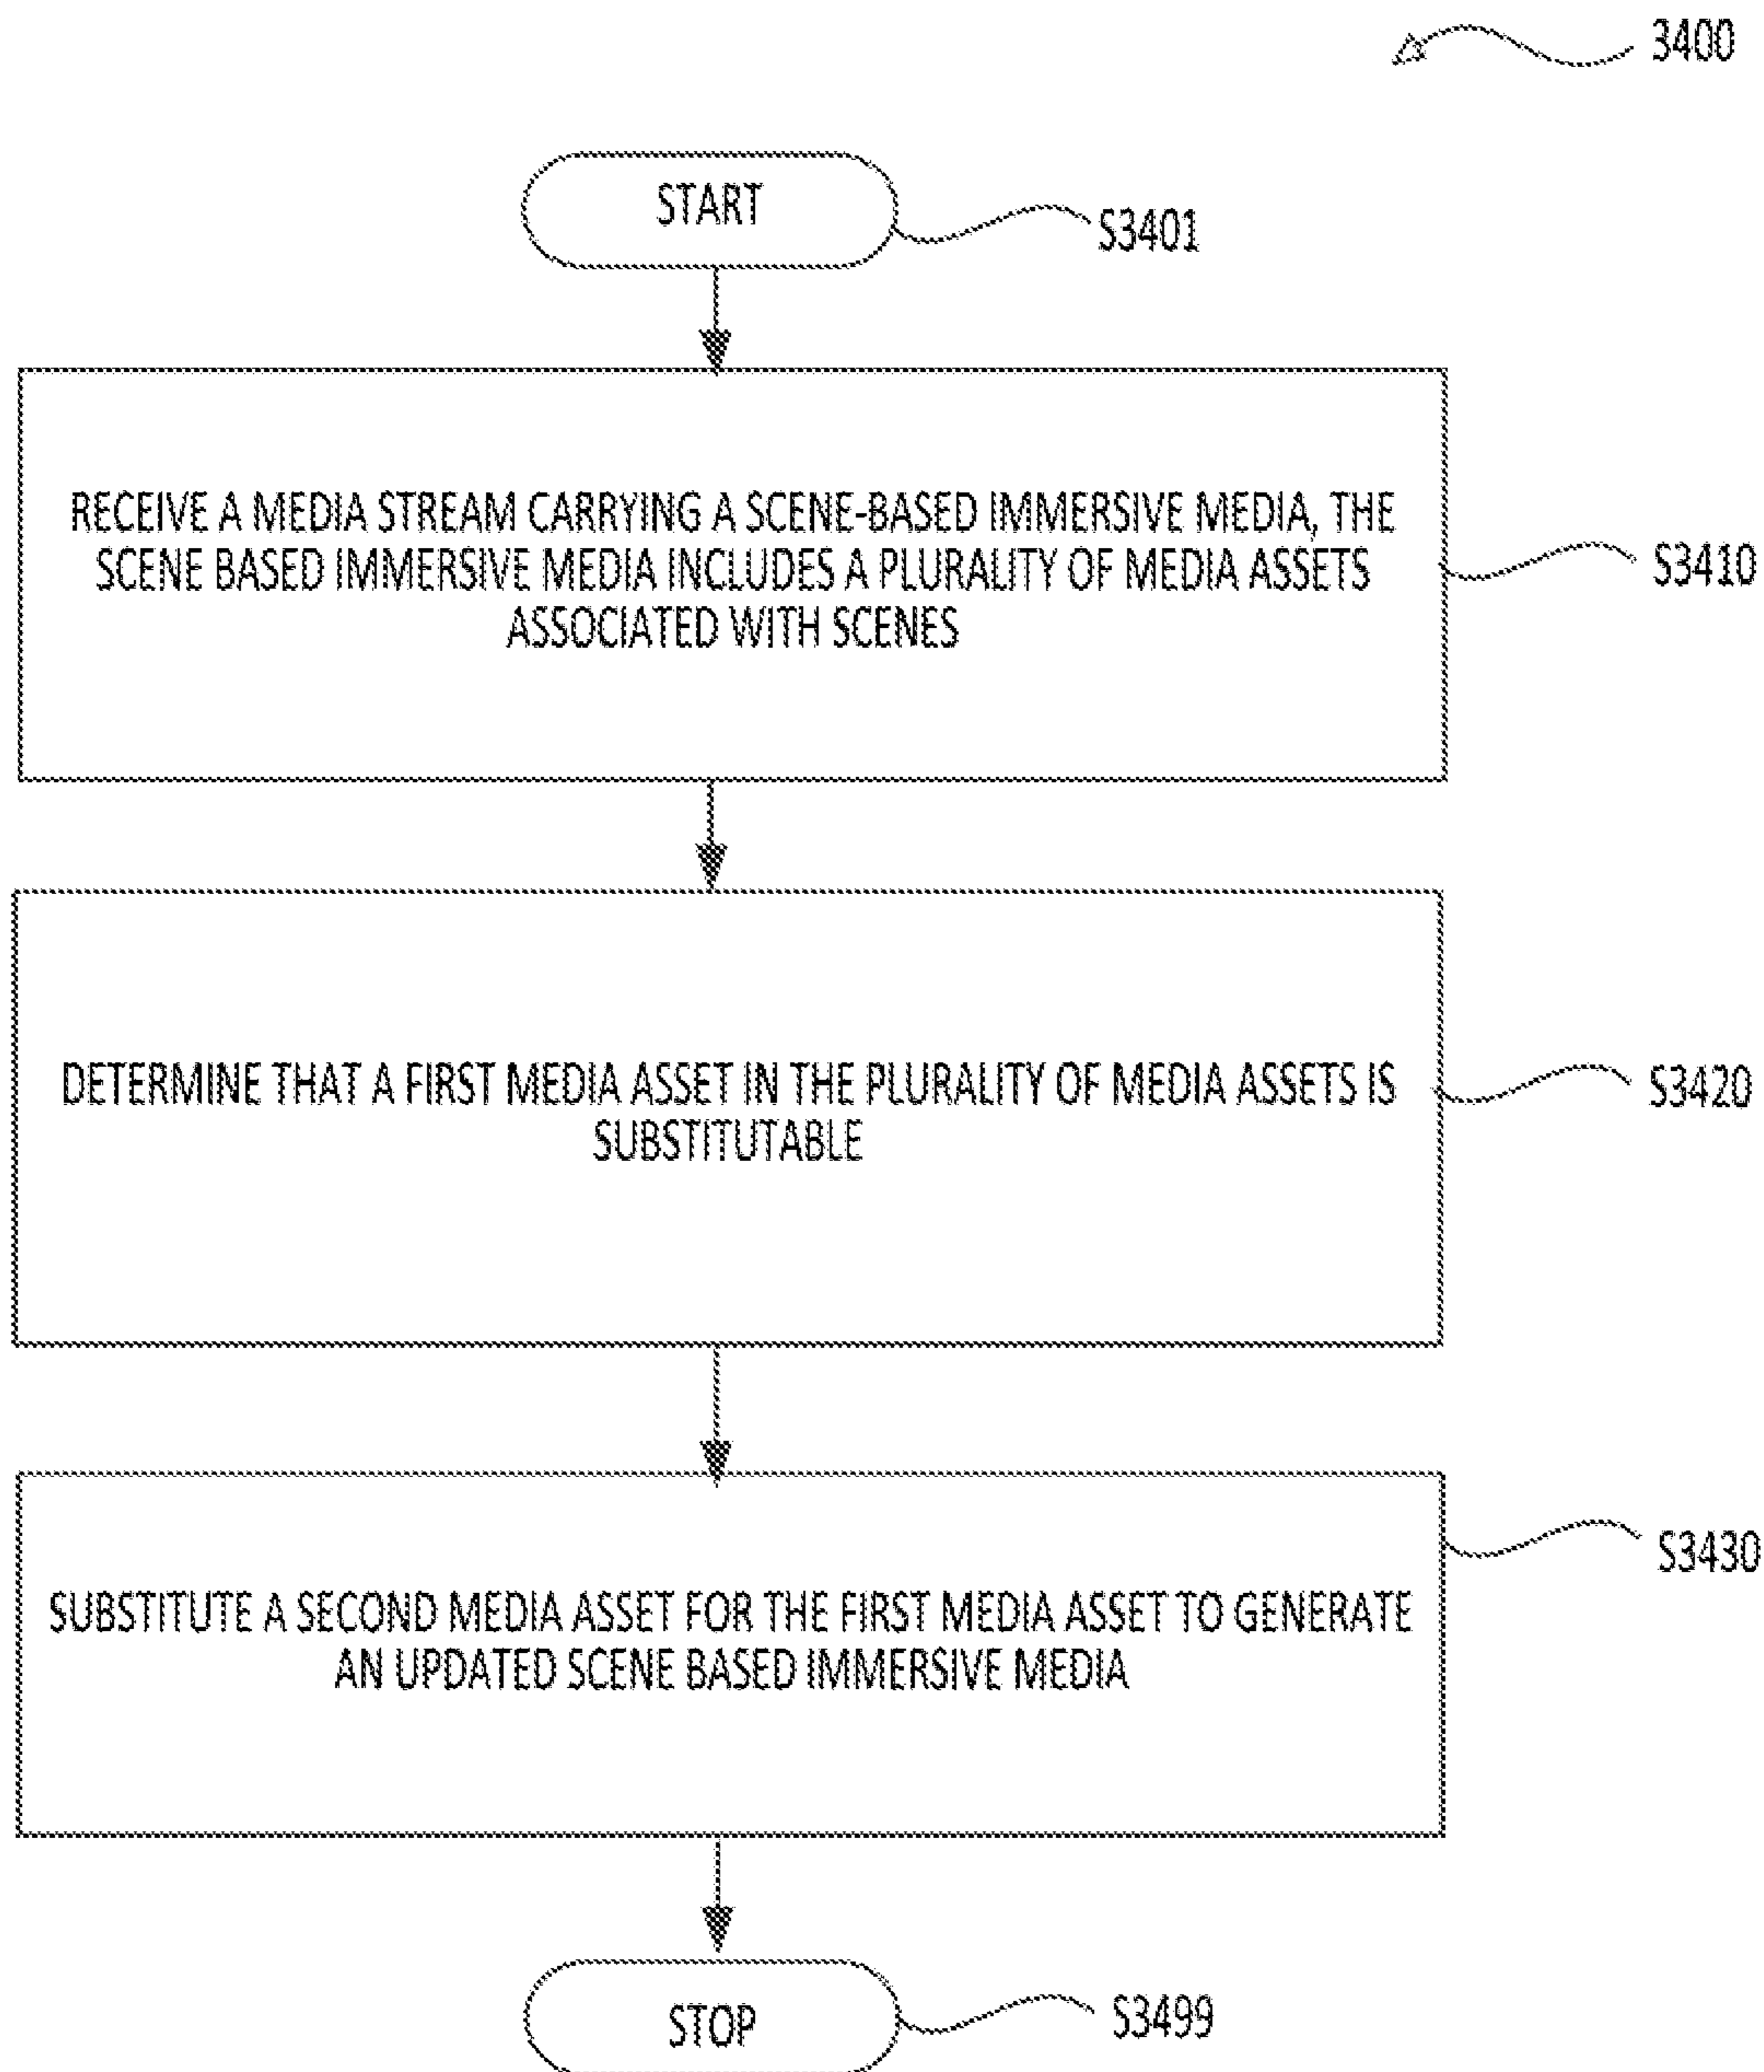 3400
START
S3401
RECEIVE A MEDIA STREAM CARRYING A SCENE-BASED IMMERSIVE MEDIA, THE
SCENE BASED IMMERSIVE MEDIA INCLUDES A PLURALITY OF MEDIA ASSETS
ASSOCIATED WITH SCENES
S3410
DETERMINE THAT A FIRST MEDIA ASSET IN THE PLURALITY OF MEDIA ASSETS IS
SUBSTITUTABLE
S3420
SUBSTITUTE A SECOND MEDIA ASSET FOR THE FIRST MEDIA ASSET TO GENERATE
AN UPDATED SCENE BASED IMMERSIVE MEDIA
S3430
STOP
S3499